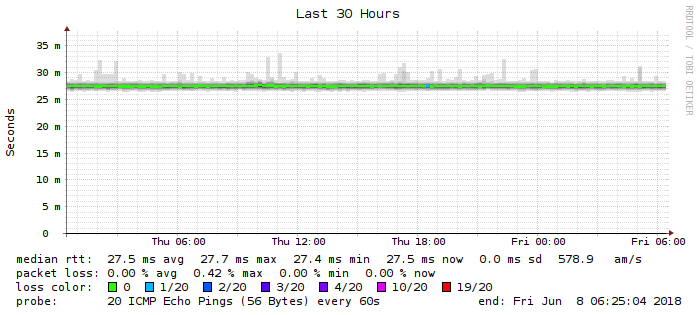 Last 30 Hours
RRDTOOL / TOBI OETIKER
Seconds
35 m
30 m
25 m
20 m
15 m
10 m
5 m
0
Thu 06:00 Thu 12:00 Thu 18:00 Fri 00:00 Fri 06:00
median rtt: 27.5 ms avg 27.7 ms max 27.4 ms min 27.5 ms now 0.0 ms sd 578.9 am/s
packet loss: 0.00 % avg 0.42 % max 0.00 % min 0.00 % now
loss color: 0 1/20 2/20 3/20 4/20 10/20 19/20
probe: 20 ICMP Echo Pings (56 Bytes) every 60s end: Fri Jun 8 06:25:04 2018